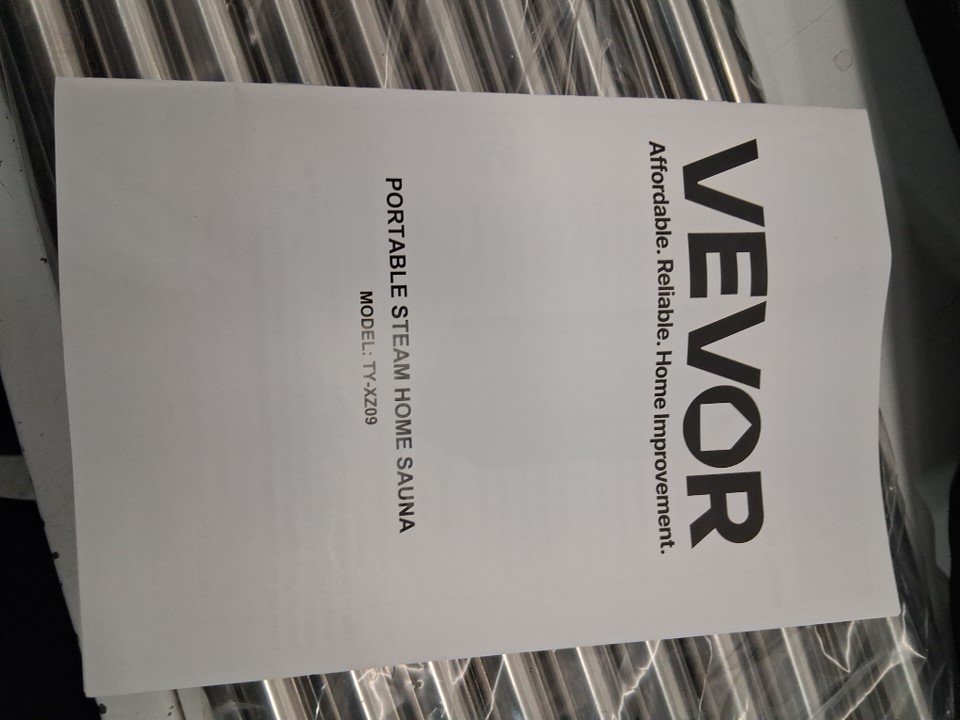 VEVOR
Affordable. Reliable. Home Improvement.
PORTABLE STEAM HOME SAUNA
MODEL: TY-XZ09